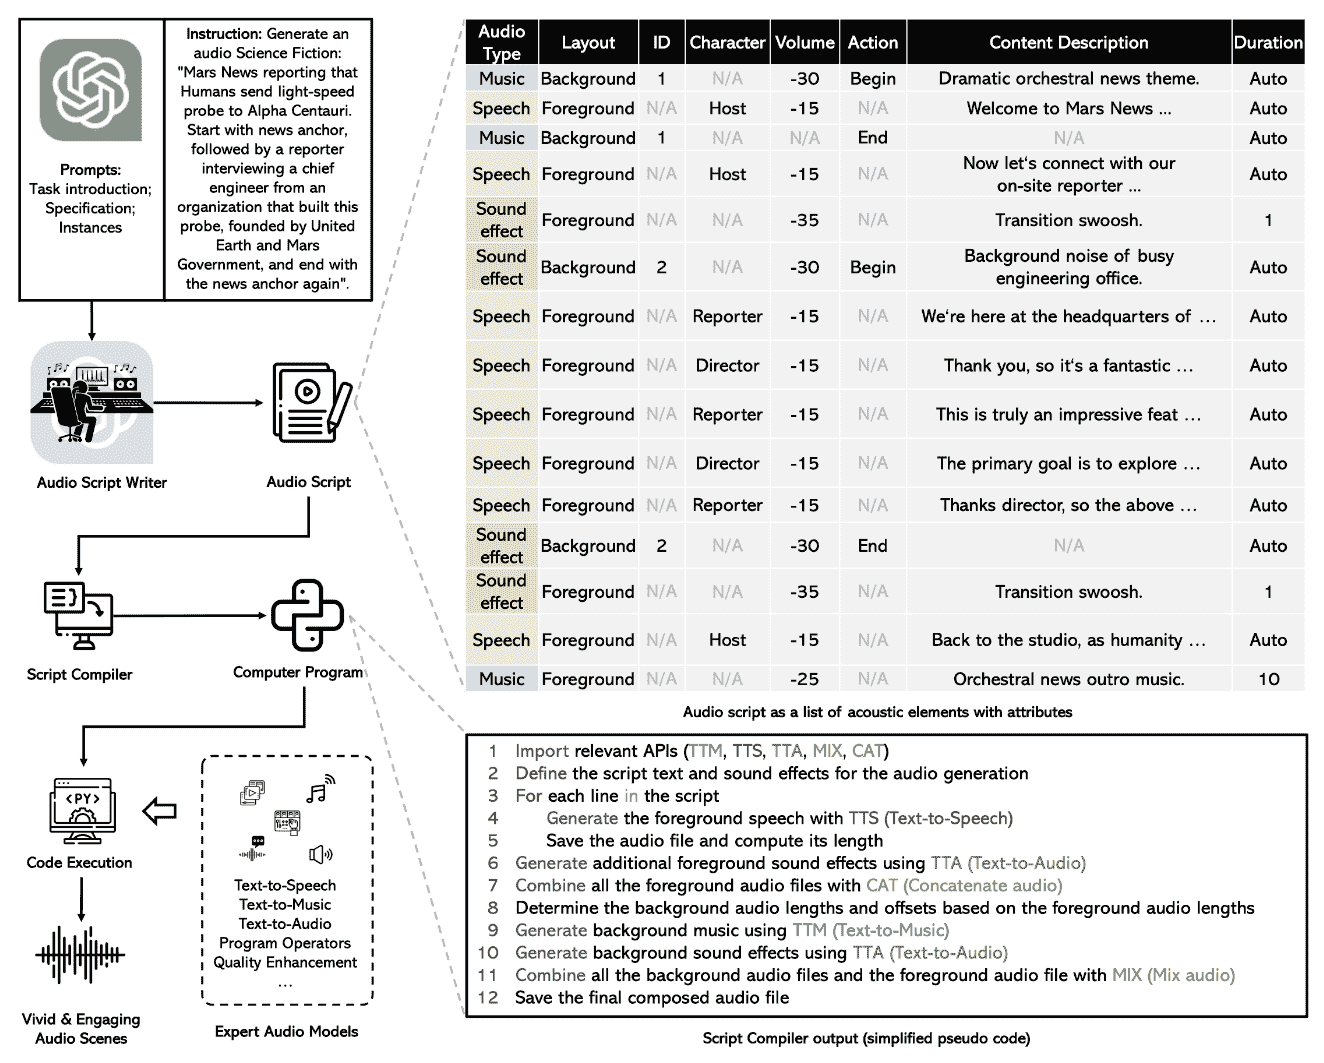 Prompts:
Task introduction;
Specification;
Instances
Instruction: Generate an
audio Science Fiction:
"Mars News reporting that
Humans send light-speed
probe to Alpha Centauri.
Start with news anchor,
followed by a reporter
interviewing a chief
engineer from an
organization that built this
probe, founded by United
Earth and Mars
Government, and end with
the news anchor again".
Audio Script Writer
Audio Script
Script Compiler
Computer Program
<PY>
Code Execution
Vivid & Engaging
Audio Scenes
Text-to-Speech
Text-to-Music
Text-to-Audio
Program Operators
Quality Enhancement
...
Expert Audio Models
Audio Type Layout ID Character Volume Action Content Description Duration
Music Background 1 N/A -30 Begin Dramatic orchestral news theme. Auto
Speech Foreground N/A Host -15 N/A Welcome to Mars News ... Auto
Music Background 1 N/A N/A End N/A Auto
Speech Foreground N/A Host -15 N/A Now let's connect with our on-site reporter ... Auto
Sound effect Foreground N/A N/A -35 N/A Transition swoosh. 1
Sound effect Background 2 N/A -30 Begin Background noise of busy engineering office. Auto
Speech Foreground N/A Reporter -15 N/A We're here at the headquarters of ... Auto
Speech Foreground N/A Director -15 N/A Thank you, so it's a fantastic ... Auto
Speech Foreground N/A Reporter -15 N/A This is truly an impressive feat ... Auto
Speech Foreground N/A Director -15 N/A The primary goal is to explore ... Auto
Speech Foreground N/A Reporter -15 N/A Thanks director, so the above ... Auto
Sound effect Background 2 N/A -30 End N/A Auto
Sound effect Foreground N/A N/A -35 N/A Transition swoosh. 1
Speech Foreground N/A Host -15 N/A Back to the studio, as humanity ... Auto
Music Foreground N/A N/A -25 N/A Orchestral news outro music. 10
Audio script as a list of acoustic elements with attributes
1 Import relevant APIs (TTM, TTS, TTA, MIX, CAT)
2 Define the script text and sound effects for the audio generation
3 For each line in the script
4 Generate the foreground speech with TTS (Text-to-Speech)
5 Save the audio file and compute its length
6 Generate additional foreground sound effects using TTA (Text-to-Audio)
7 Combine all the foreground audio files with CAT (Concatenate audio)
8 Determine the background audio lengths and offsets based on the foreground audio lengths
9 Generate background music using TTM (Text-to-Music)
10 Generate background sound effects using TTA (Text-to-Audio)
11 Combine all the background audio files and the foreground audio file with MIX (Mix audio)
12 Save the final composed audio file
Script Compiler output (simplified pseudo code)